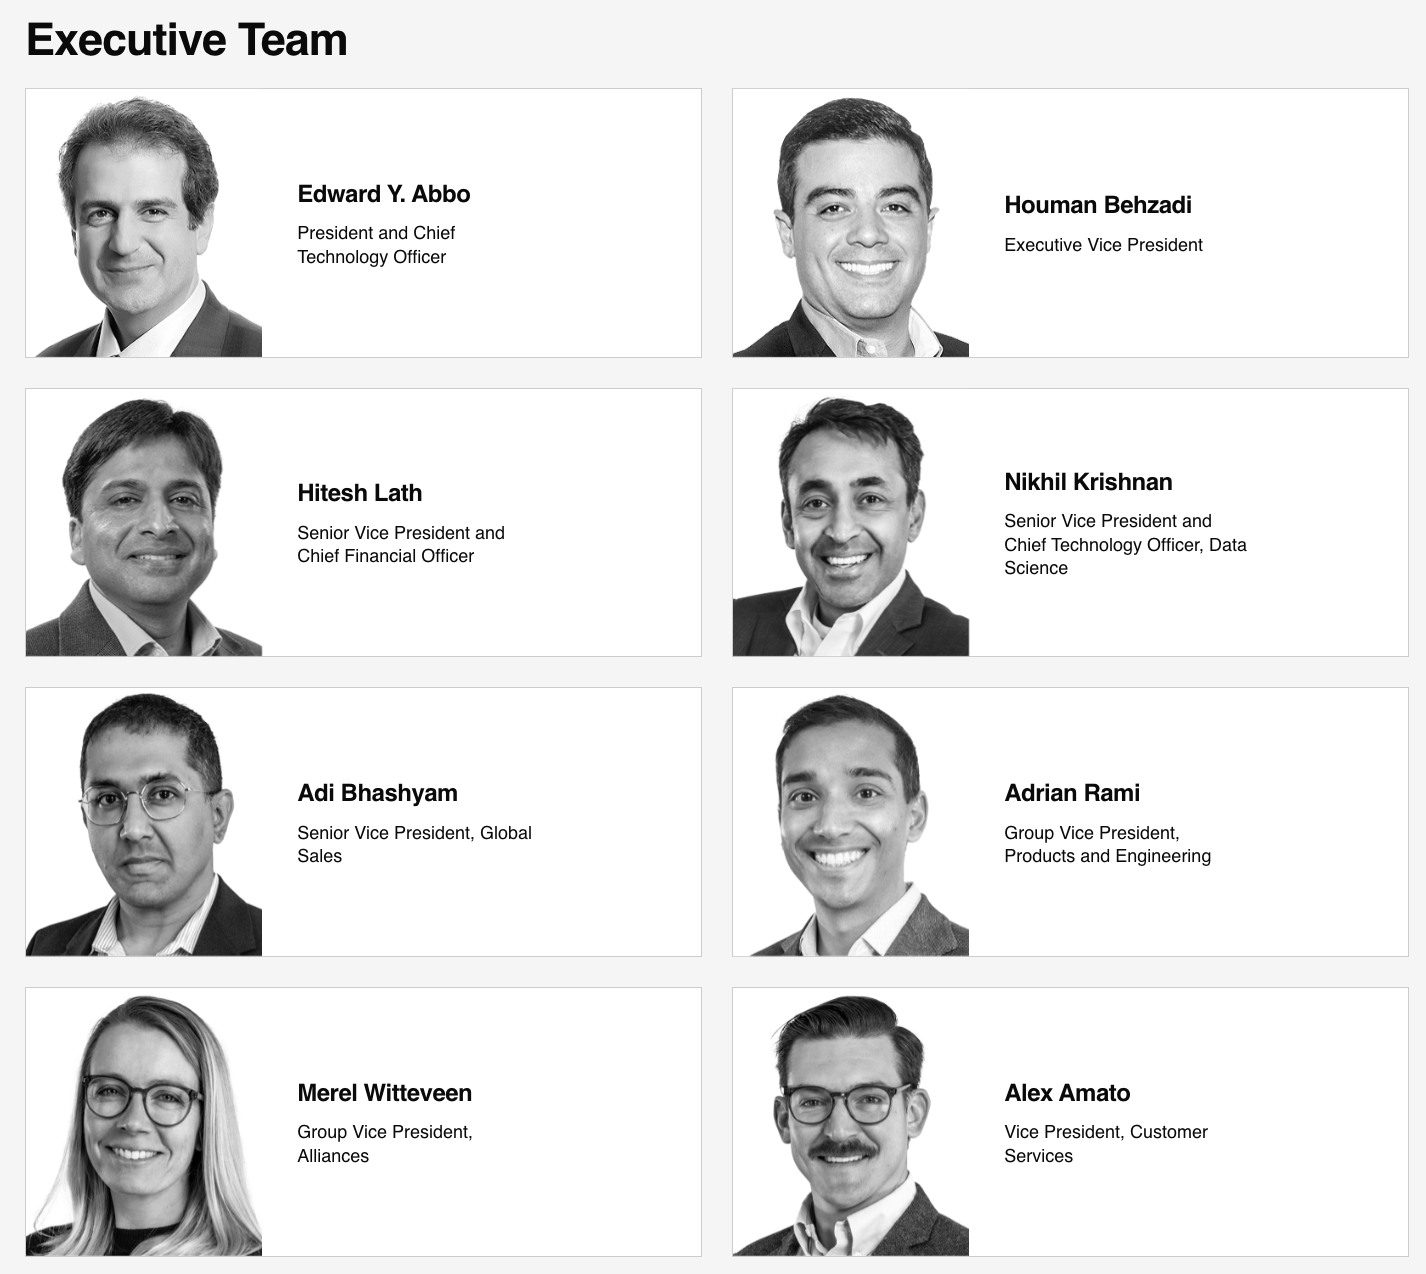 Executive Team
Edward Y. Abbo
President and Chief
Technology Officer
Houman Behzadi
Executive Vice President
Hitesh Lath
Senior Vice President and
Chief Financial Officer
Nikhil Krishnan
Senior Vice President and
Chief Technology Officer, Data
Science
Adi Bhashyam
Senior Vice President, Global
Sales
Adrian Rami
Group Vice President,
Products and Engineering
Merel Witteveen
Group Vice President,
Alliances
Alex Amato
Vice President, Customer
Services